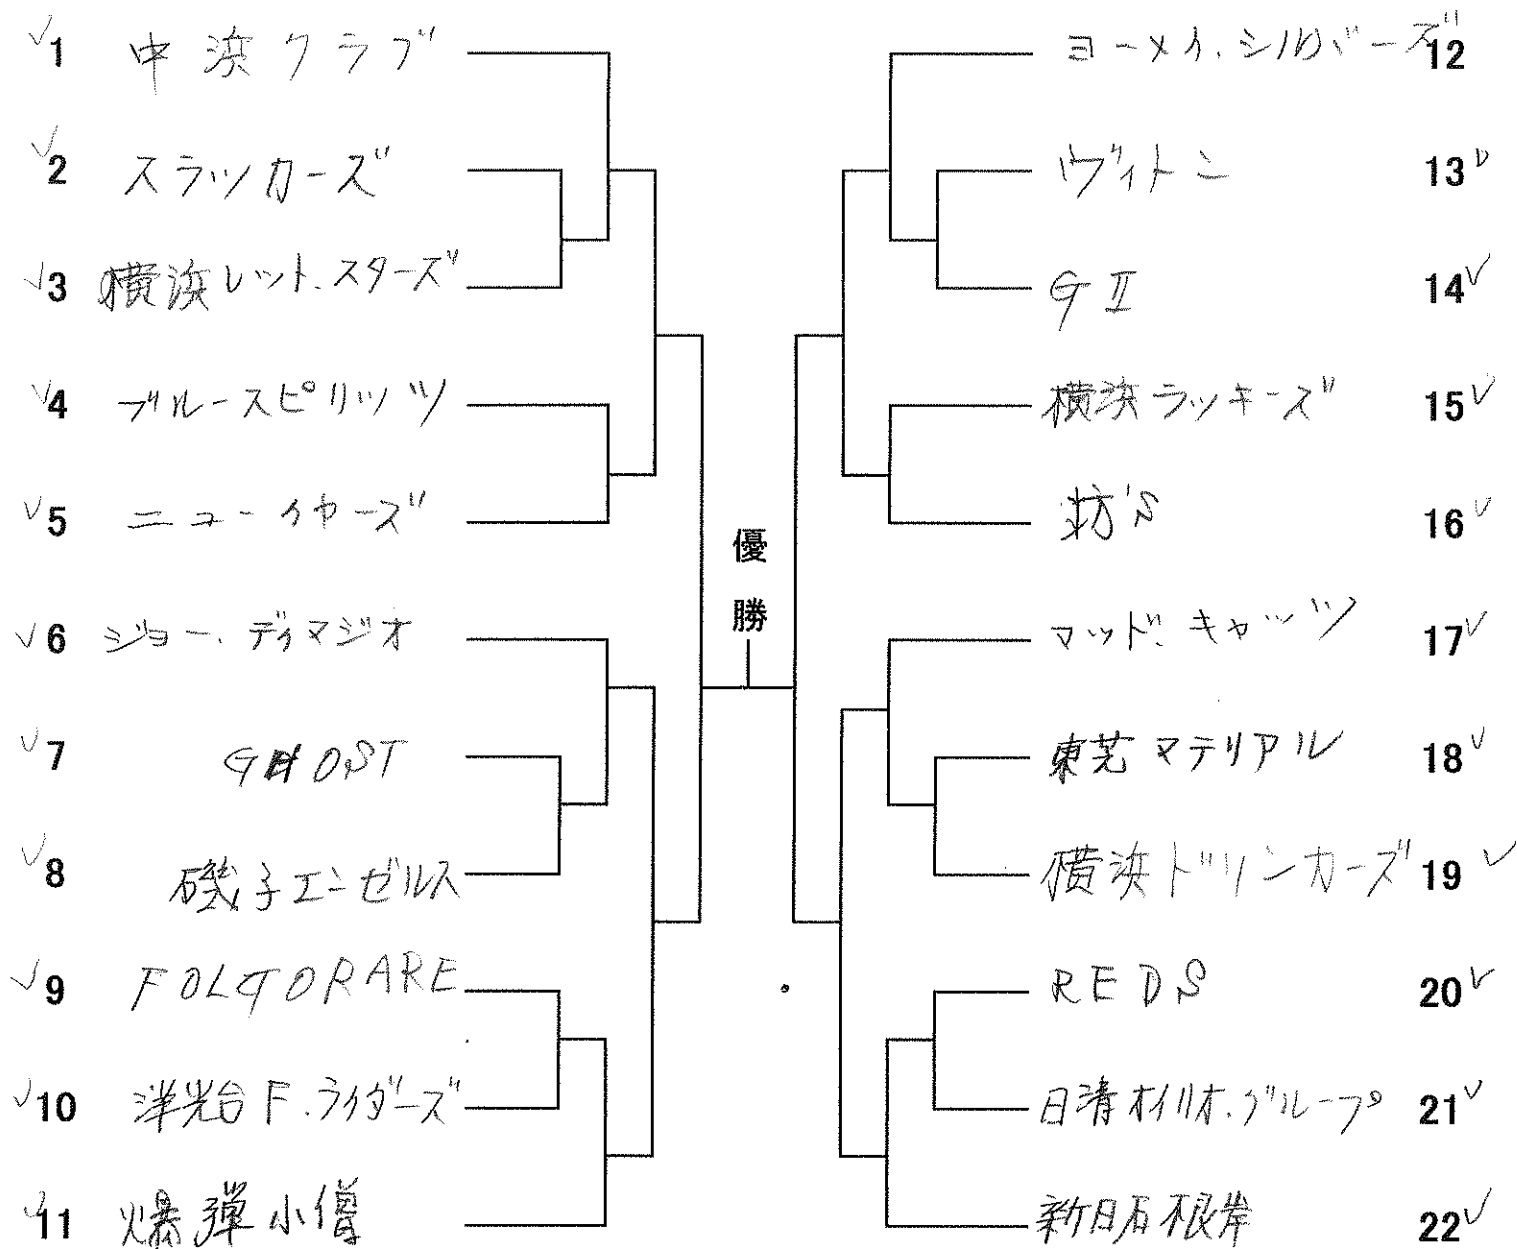 1 中浜クラブ
2 スラッカーズ
3 横浜レット.スターズ
4 ブルースピリッツ
5 ニューイヤーズ
6 ジョー.ディマジオ
7 GHOST
8 磯子エンゼルス
9 FOLGORARE
10 洋光台F.ライダーズ
11 爆弾小僧
優勝
ヨーメイ.シルバーズ 12
ヴィトン 13
GⅡ 14
横浜ラッキーズ 15
坊'S 16
マッド.キャッツ 17
東芝マテリアル 18
横浜ドリンカーズ 19
REDS 20
日清オイリオ.グループ 21
新日石根岸 22